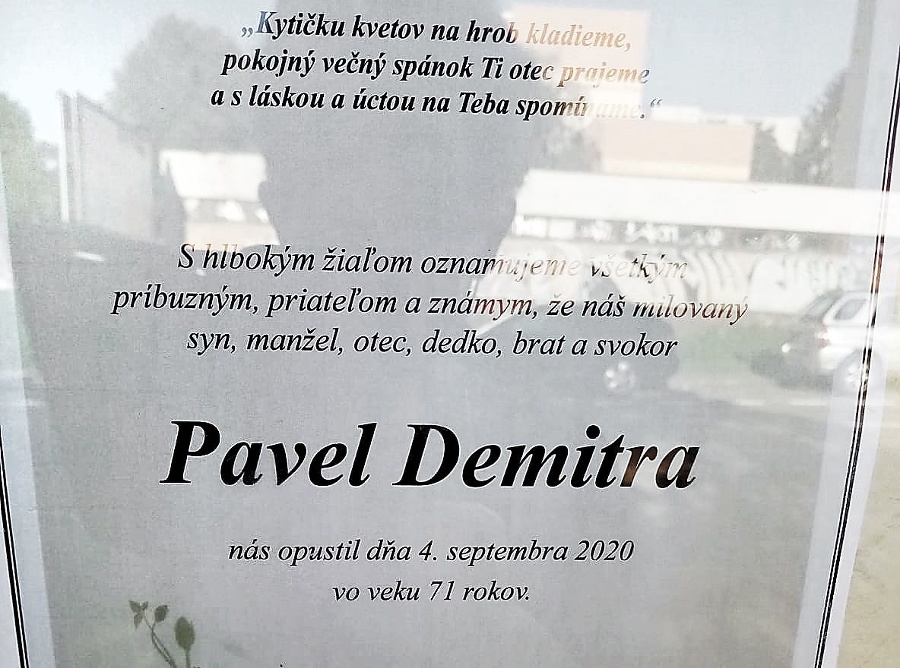 „Kytičku kvetov na hrob kladieme,
pokojný večný spánok Ti otec prajeme
a s láskou a úctou na Teba spomíname.“
S hlbokým žiaľom oznamujeme všetkým
príbuzným, priateľom a známym, že náš milovaný
syn, manžel, otec, dedko, brat a svokor
Pavel Demitra
nás opustil dňa 4. septembra 2020
vo veku 71 rokov.